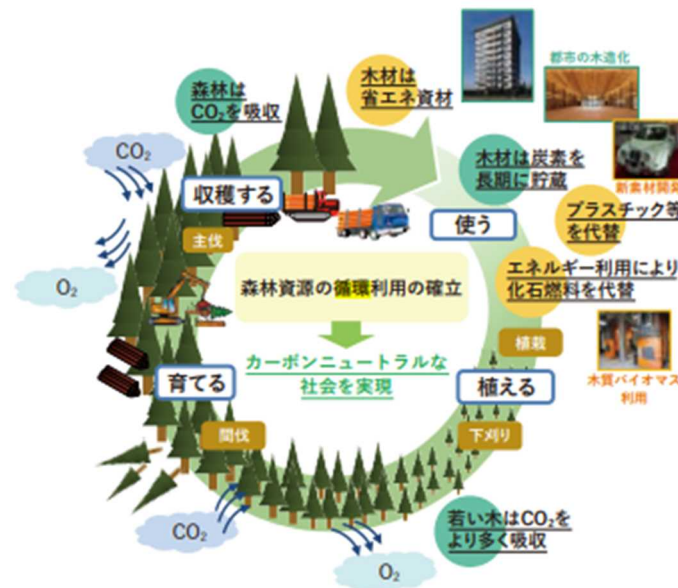 都市の木造化
森林は
CO₂を吸収
木材は
省エネ資材
CO₂
収穫する
主伐
木材は炭素を
長期に貯蔵
新素材開発
使う
プラスチック等
を代替
O₂
森林資源の循環利用の確立
エネルギー利用により
化石燃料を代替
カーボンニュートラルな
社会を実現
植栽
育てる
植える
木質バイオマス
利用
間伐
下刈り
CO₂
若い木はCO₂を
より多く吸収
O₂